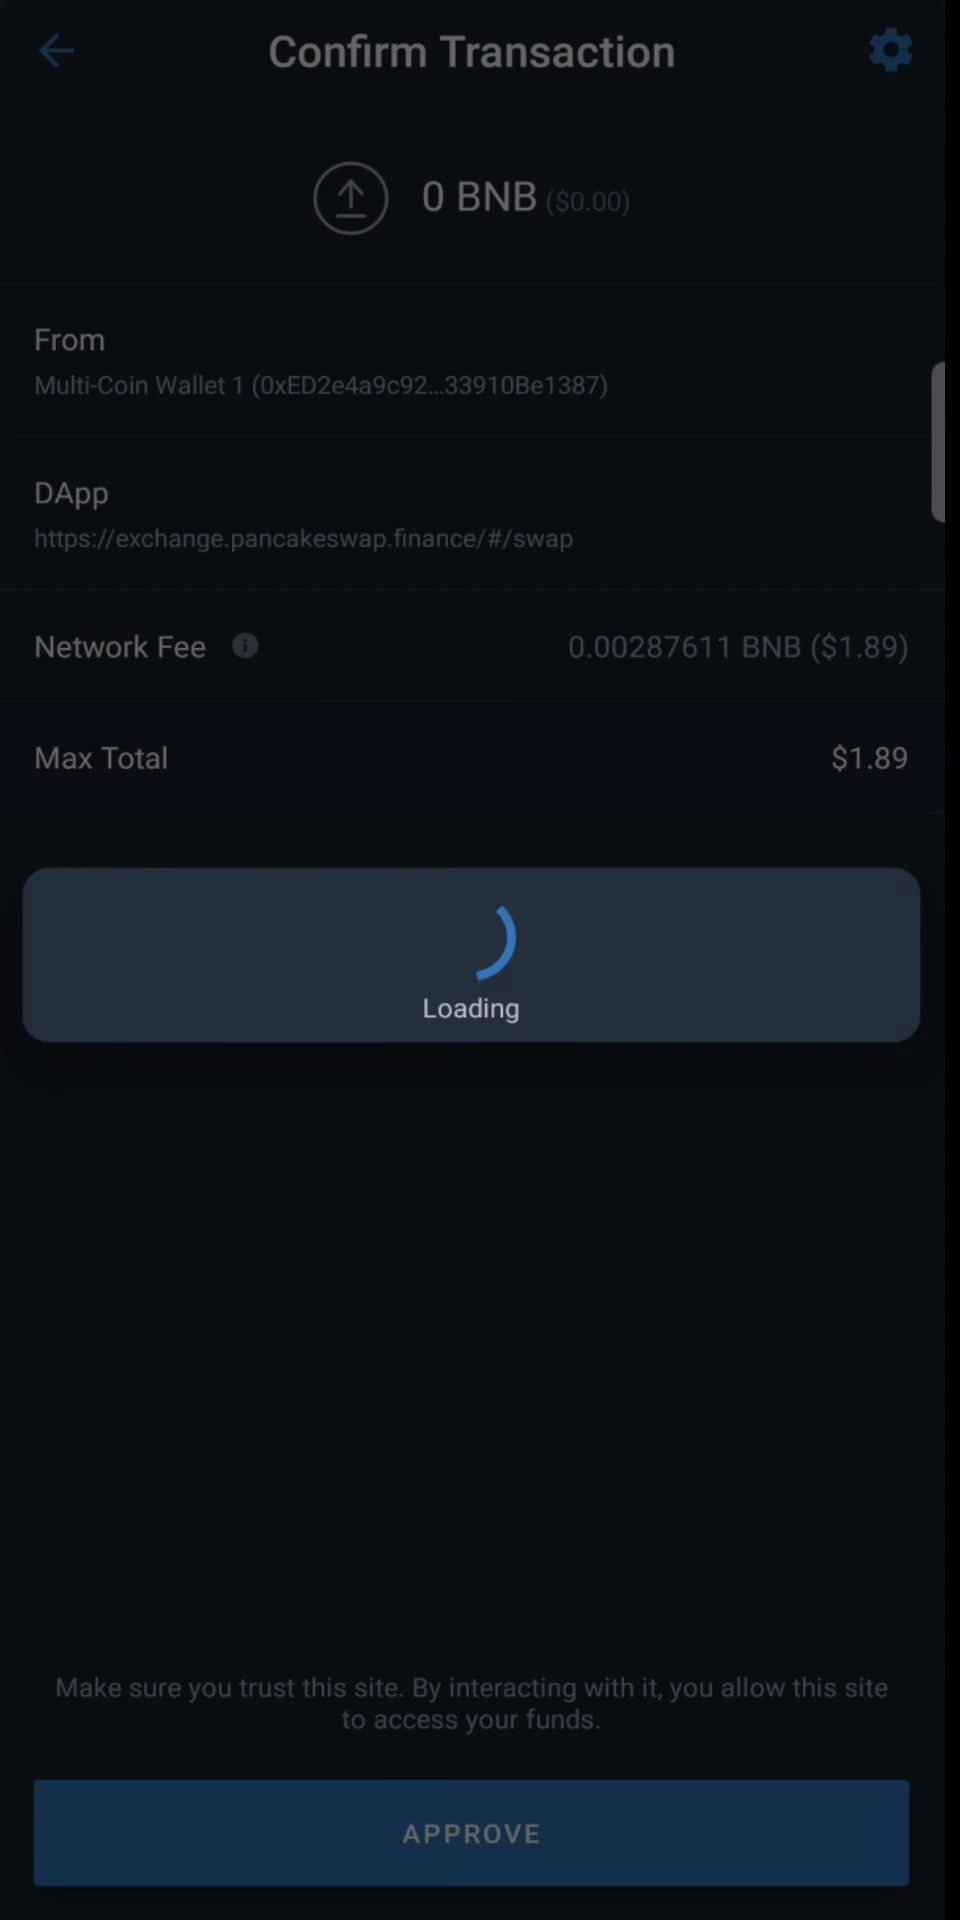 Confirm Transaction
0 BNB ($0.00)
From
Multi-Coin Wallet 1 (0xED2e4a9c92...33910Be1387)
DApp
https://exchange.pancakeswap.finance/#/swap
Network Fee 0.00287611 BNB ($1.89)
Max Total $1.89
Loading
Make sure you trust this site. By interacting with it, you allow this site
to access your funds.
APPROVE